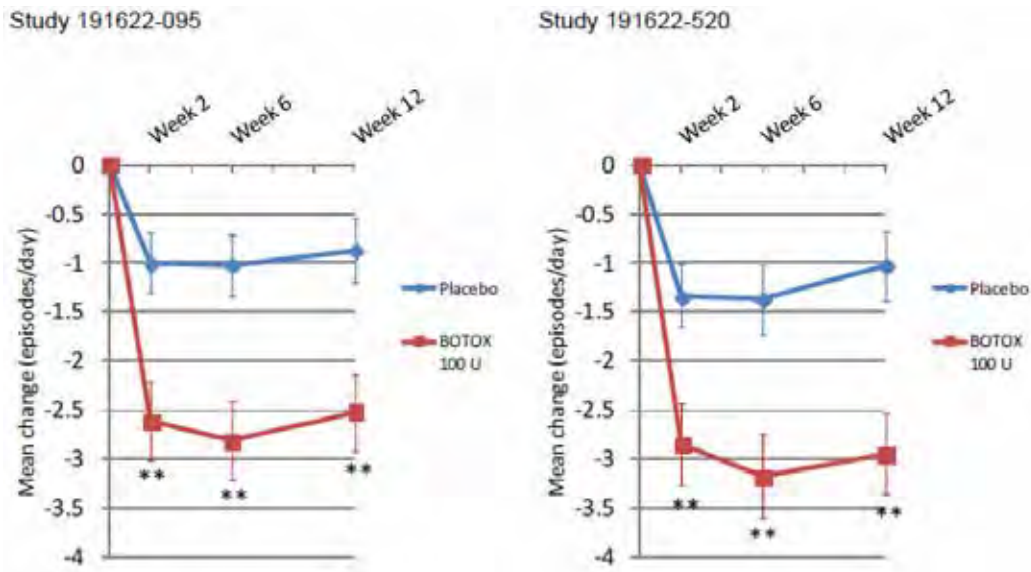 Study 191622-095
Week 2
Week 6
Week 12
0
-0.5
-1
-1.5
-2
-2.5
-3
-3.5
-4
Mean change (episodes/day)
**
**
**
Placebo
BOTOX
100 U
Study 191622-520
Week 2
Week 6
Week 12
0
-0.5
-1
-1.5
-2
-2.5
-3
-3.5
-4
Mean change (episodes/day)
**
**
**
Placebo
BOTOX
100 U